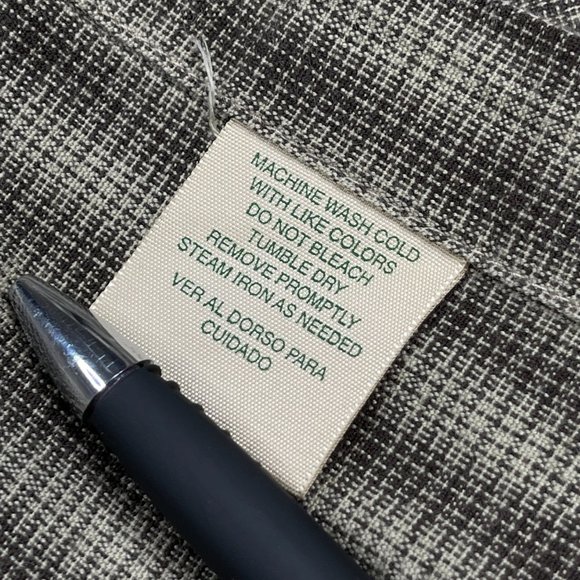 MACHINE WASH COLD
WITH LIKE COLORS
DO NOT BLEACH
TUMBLE DRY
REMOVE PROMPTLY
STEAM IRON AS NEEDED
VER AL DORSO PARA
CUIDADO